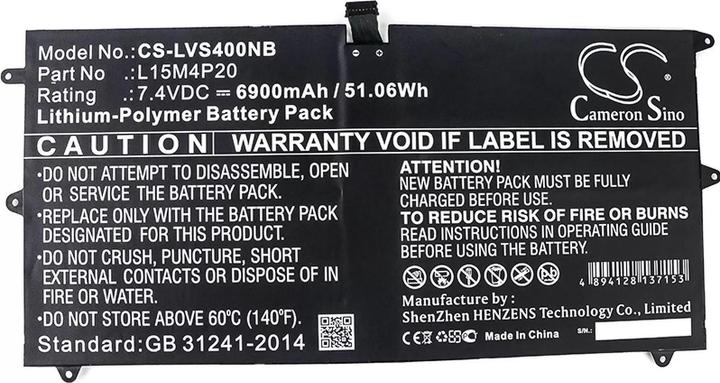 Model No.: CS-LVS400NB
Part No : L15M4P20
Rating : 7.4VDC ⎓ 6900mAh / 51.06Wh
Lithium-Polymer Battery Pack
CS
Cameron Sino
CAUTION WARRANTY VOID IF LABEL IS REMOVED
•DO NOT ATTEMPT TO DISASSEMBLE, OPEN
OR SERVICE THE BATTERY PACK.
•REPLACE ONLY WITH THE BATTERY PACK
DESIGNATED FOR THIS PRODUCT.
•DO NOT CRUSH, PUNCTURE, SHORT
EXTERNAL CONTACTS OR DISPOSE OF IN
FIRE OR WATER.
•DO NOT STORE ABOVE 60℃ (140℉).
Standard: GB 31241-2014
ATTENTION!
NEW BATTERY PACK MUST BE FULLY
CHARGED BEFORE USE.
TO REDUCE RISK OF FIRE OR BURNS
READ INSTRUCTIONS IN OPERATING GUIDE
BEFORE USING THE BATTERY.
4 894128 137153
Manufactured by:
ShenZhen HENZENS Technology Co., Limited
CE Made In China
S/N.: